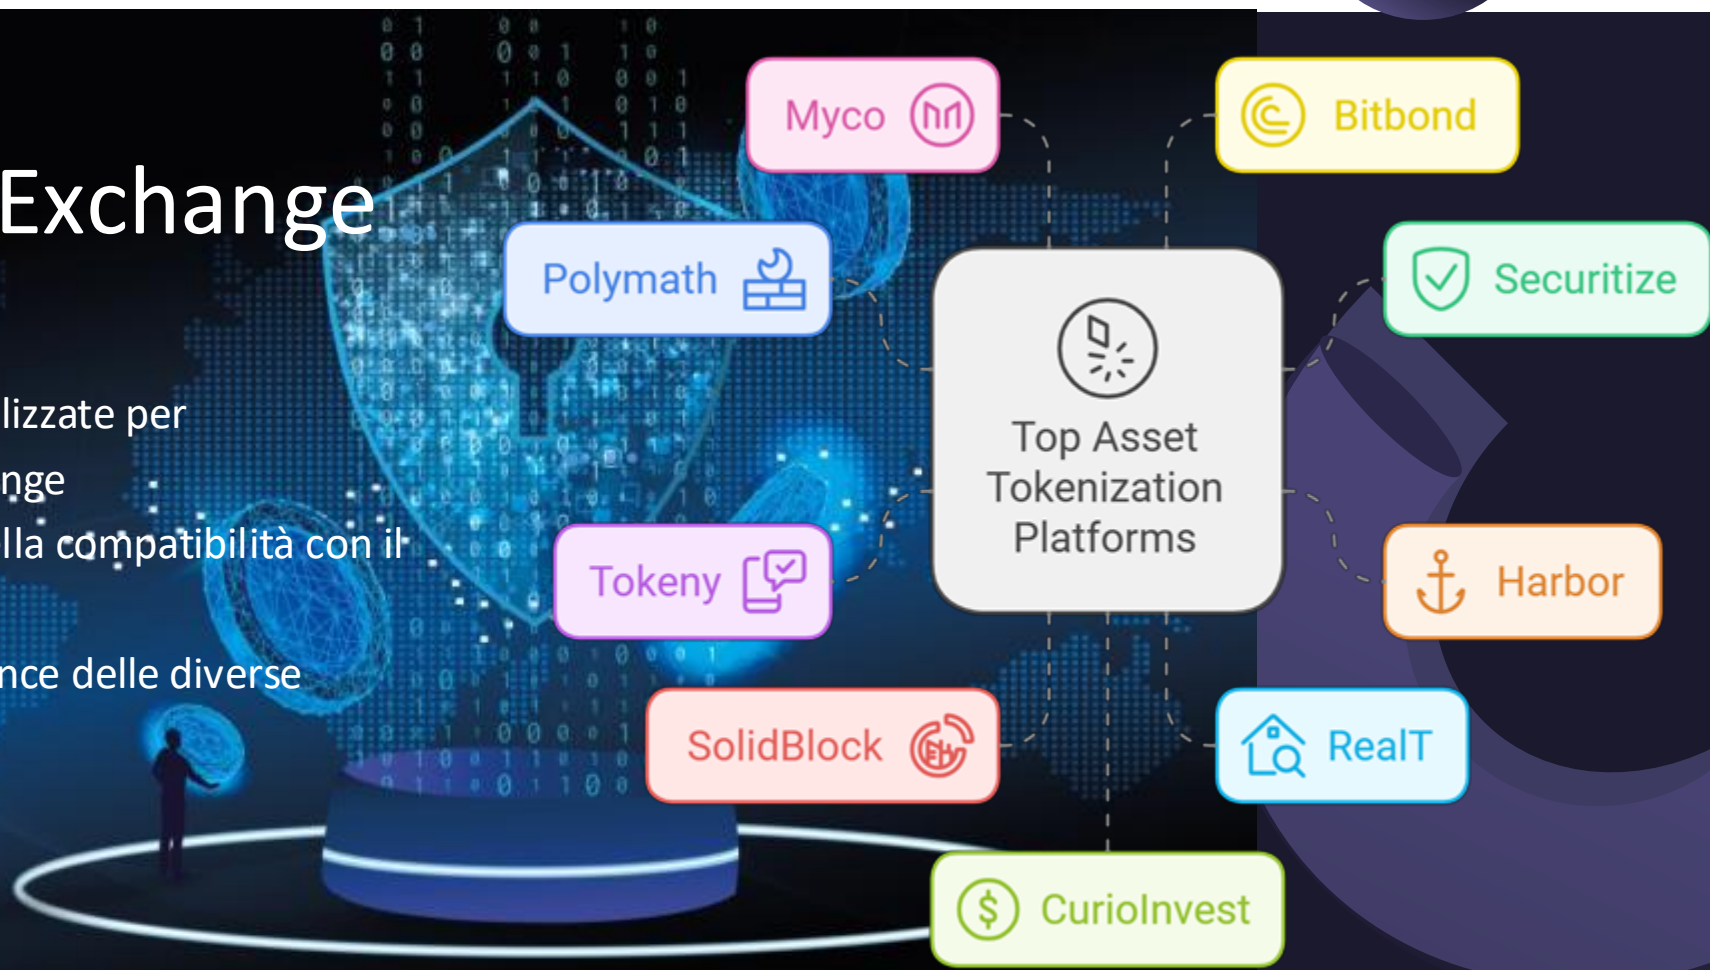 Exchange
lizzate per
nge
lla compatibilità con il
nce delle diverse
Myco
Bitbond
Polymath
Securitize
Top Asset
Tokenization
Platforms
Tokeny
Harbor
SolidBlock
RealT
CurioInvest